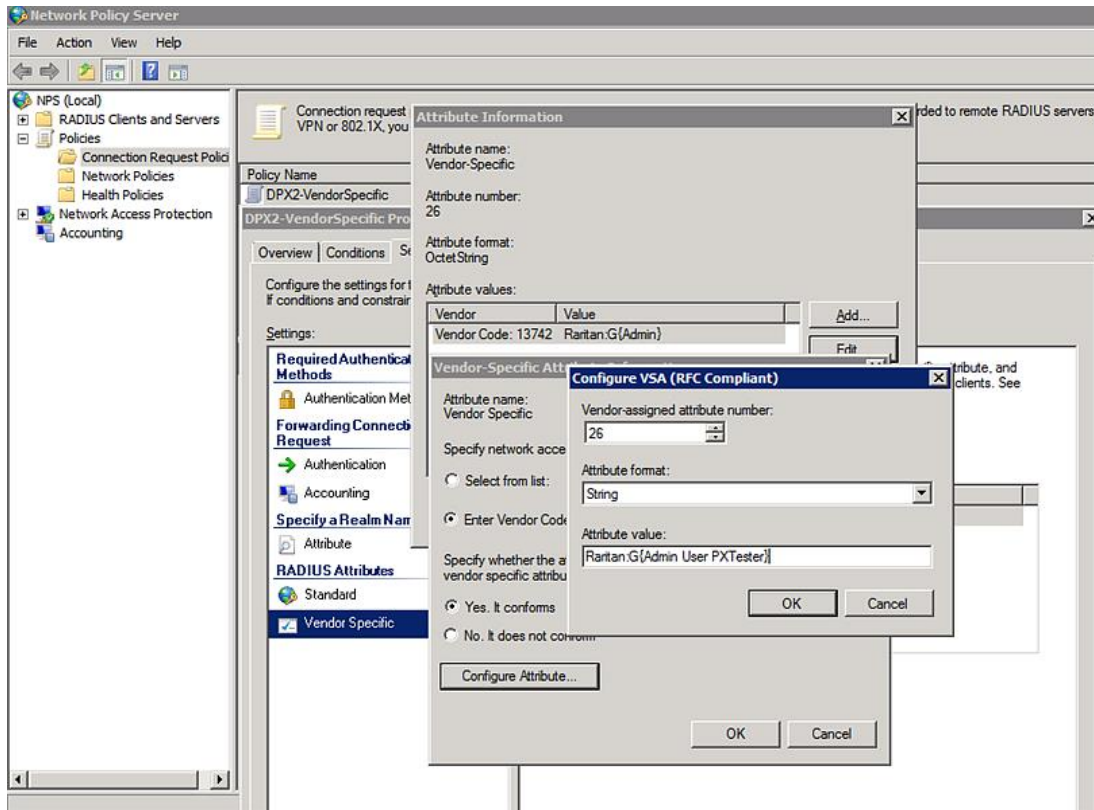 Network Policy Server
File Action View Help
NPS (Local)
RADIUS Clients and Servers
Policies
Connection Request Polici
Network Policies
Health Policies
Network Access Protection
Accounting
Connection request
VPN or 802.1X, you
rded to remote RADIUS servers
Policy Name
DPX2-VendorSpecific
DPX2-VendorSpecific Pro
Overview Conditions Se
Configure the settings for t
If conditions and constrain
Settings:
Required Authenticat
Methods
Authentication Met
Forwarding Connecti
Request
Authentication
Accounting
Specify a Realm Nam
Attribute
RADIUS Attributes
Standard
Vendor Specific
Attribute Information
Attribute name:
Vendor-Specific
Attribute number:
26
Attribute format:
OctetString
Attribute values:
Vendor Value
Vendor Code: 13742 Raritan:G{Admin}
Add...
Edit
tribute, and
clients. See
Vendor-Specific Att
Attribute name:
Vendor Specific
Specify network acce
Select from list:
Enter Vendor Code
Specify whether the a
vendor specific attribu
Yes. It conforms
No. It does not conform
Configure Attribute...
OK Cancel
Configure VSA (RFC Compliant)
Vendor-assigned attribute number:
26
Attribute format:
String
Attribute value:
Raritan:G{Admin User PXTester}
OK Cancel